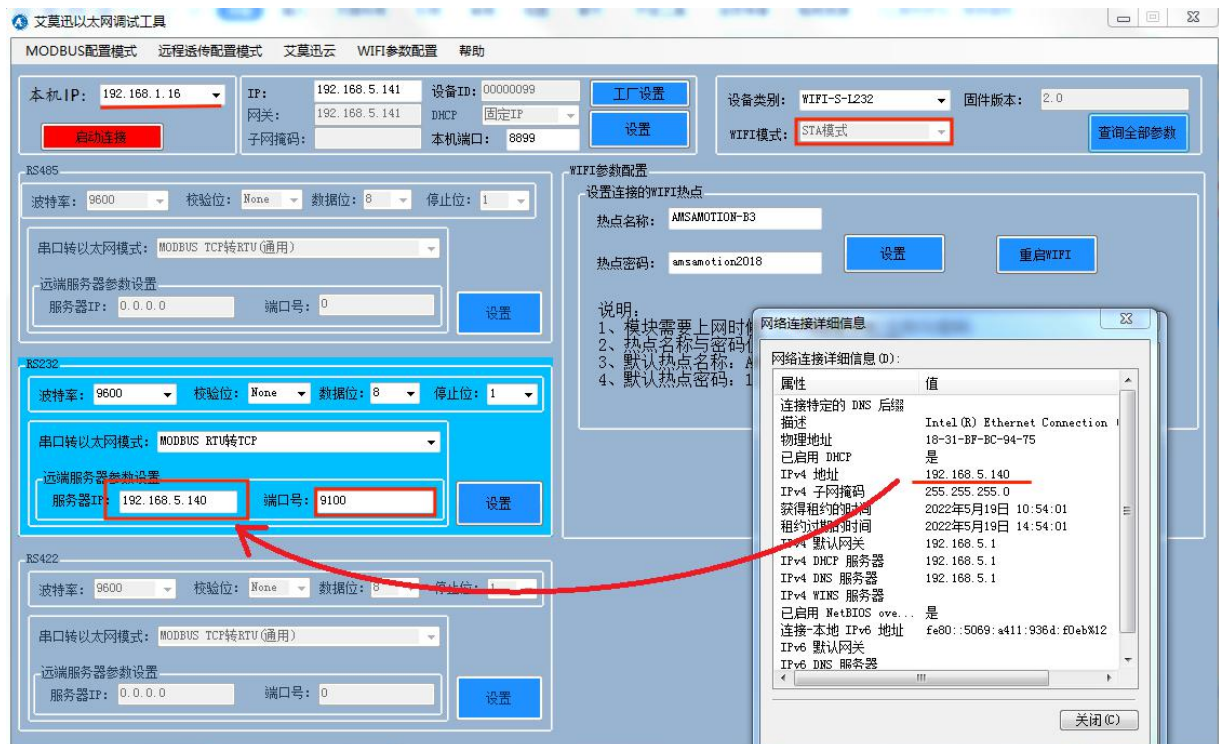 艾莫迅以太网调试工具
MODBUS配置模式 远程透传配置模式 艾莫迅云 WIFI参数配置 帮助
本机IP: 192.168.1.16
启动连接
IP: 192.168.5.141 设备ID: 00000099 工厂设置
网关: 192.168.5.141 DHCP 固定IP
子网掩码: 本机端口: 8899 设置
设备类别: WIFI-S-L232 固件版本: 2.0
WIFI模式: STA模式 查询全部参数
RS485
波特率: 9600 校验位: None 数据位: 8 停止位: 1
串口转以太网模式: MODBUS TCP转RTU(通用)
远端服务器参数设置
服务器IP: 0.0.0.0 端口号: 0 设置
RS232
波特率: 9600 校验位: None 数据位: 8 停止位: 1
串口转以太网模式: MODBUS RTU转TCP
远端服务器参数设置
服务器IP: 192.168.5.140 端口号: 9100 设置
RS422
波特率: 9600 校验位: None 数据位: 8 停止位: 1
串口转以太网模式: MODBUS TCP转RTU(通用)
远端服务器参数设置
服务器IP: 0.0.0.0 端口号: 0 设置
WIFI参数配置
设置连接的WIFI热点
热点名称: AMSAMOTION-B3
热点密码: amsamotion2018 设置 重启WIFI
说明:
1、模块需要上网时
2、热点名称与密码
3、默认热点名称: A
4、默认热点密码: 1
网络连接详细信息
网络连接详细信息(D):
属性 值
连接特定的 DNS 后缀
描述 Intel(R) Ethernet Connection
物理地址 18-31-BF-BC-94-75
已启用 DHCP 是
IPv4 地址 192.168.5.140
IPv4 子网掩码 255.255.255.0
获得租约的时间 2022年5月19日 10:54:01
租约过期的时间 2022年5月19日 14:54:01
IPv4 默认网关 192.168.5.1
IPv4 DHCP 服务器 192.168.5.1
IPv4 DNS 服务器 192.168.5.1
IPv4 WINS 服务器
已启用 NetBIOS ove... 是
连接-本地 IPv6 地址 fe80::5069:a411:936d:f0eb%12
IPv6 默认网关
IPv6 DNS 服务器
关闭(C)